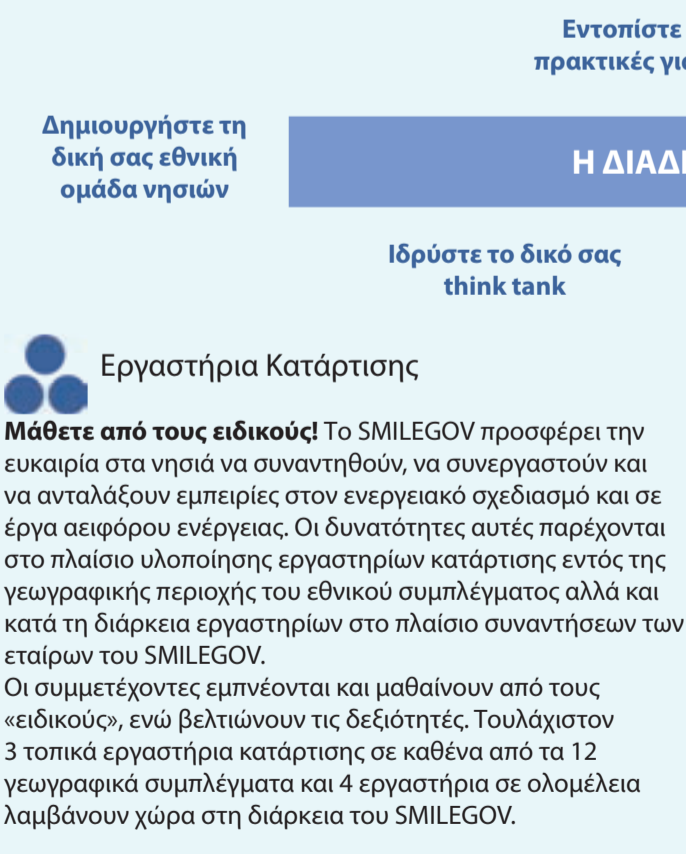 Εντοπίστε
πρακτικές για
Δημιουργήστε τη
δική σας εθνική
ομάδα νησιών
Η ΔΙΑΔ
Ιδρύστε το δικό σας
think tank
Εργαστήρια Κατάρτισης
Μάθετε από τους ειδικούς! Το SMILEGOV προσφέρει την
ευκαιρία στα νησιά να συναντηθούν, να συνεργαστούν και
να ανταλάξουν εμπειρίες στον ενεργειακό σχεδιασμό και σε
έργα αειφόρου ενέργειας. Οι δυνατότητες αυτές παρέχονται
στο πλαίσιο υλοποίησης εργαστηρίων κατάρτισης εντός της
γεωγραφικής περιοχής του εθνικού συμπλέγματος αλλά και
κατά τη διάρκεια εργαστηρίων στο πλαίσιο συναντήσεων των
εταίρων του SMILEGOV.
Οι συμμετέχοντες εμπνέονται και μαθαίνουν από τους
«ειδικούς», ενώ βελτιώνουν τις δεξιότητές. Τουλάχιστον
3 τοπικά εργαστήρια κατάρτισης σε καθένα από τα 12
γεωγραφικά συμπλέγματα και 4 εργαστήρια σε ολομέλεια
λαμβάνουν χώρα στη διάρκεια του SMILEGOV.